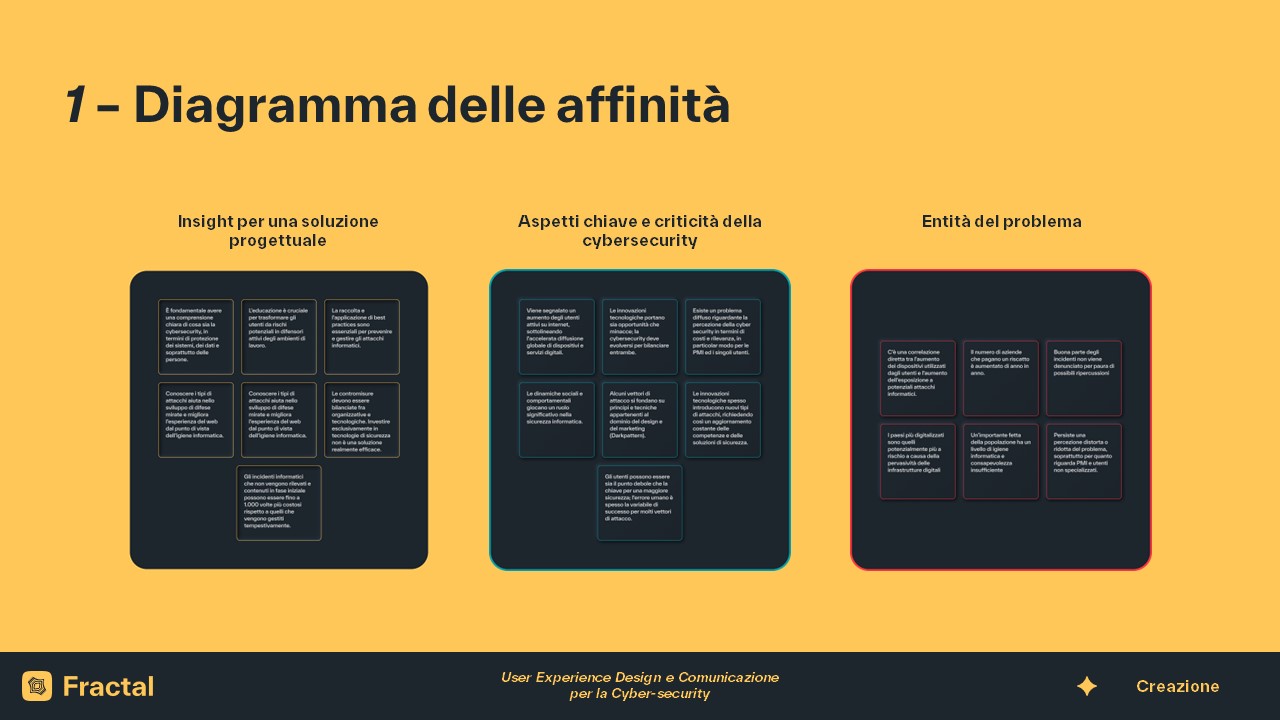 1 – Diagramma delle affinità
Insight per una soluzione
progettuale
È fondamentale avere
una comprensione
chiara di cosa sia la
cybersecurity, in
termini di protezione
dei sistemi, dei dati e
soprattutto delle
persone.
L'educazione è cruciale
per trasformare gli
utenti da rischi
potenziali in difensori
attivi degli ambienti di
lavoro.
La raccolta e
l'applicazione di best
practices sono
essenziali per prevenire
e gestire gli attacchi
informatici.
Conoscere i tipi di
attacchi aiuta nello
sviluppo di difese
mirate e migliora
l'esperienza del web
dal punto di vista
dell'igiene informatica.
Conoscere i tipi di
attacchi aiuta nello
sviluppo di difese
mirate e migliora
l'esperienza del web
dal punto di vista
dell'igiene informatica.
Le contromisure
devono essere
bilanciate fra
organizzative e
tecnologiche. Investire
esclusivamente in
tecnologie di sicurezza
non è una soluzione
realmente efficace.
Gli incidenti informatici
che non vengono rilevati e
contenuti in fase iniziale
possono essere fino a
1.000 volte più costosi
rispetto a quelli che
vengono gestiti
tempestivamente.
Aspetti chiave e criticità della
cybersecurity
Viene segnalato un
aumento degli utenti
attivi su internet,
sottolineando
l'accelerata diffusione
globale di dispositivi e
servizi digitali.
Le innovazioni
tecnologiche portano
sia opportunità che
minacce; la
cybersecurity deve
evolversi per bilanciare
entrambe.
Esiste un problema
diffuso riguardante la
percezione della cyber
security in termini di
costi e rilevanza, in
particolar modo per le
PMI ed i singoli utenti.
Le dinamiche sociali e
comportamentali
giocano un ruolo
significativo nella
sicurezza informatica.
Alcuni vettori di
attacco si fondano su
principi e tecniche
appartenenti al
dominio del design e
del marketing
(Darkpattern).
Le innovazioni
tecnologiche spesso
introducono nuovi tipi
di attacchi, richiedendo
così un aggiornamento
costante delle
competenze e delle
soluzioni di sicurezza.
Gli utenti possono essere
sia il punto debole che la
chiave per una maggiore
sicurezza; l'errore umano è
spesso la variabile di
successo per molti vettori
di attacco.
Entità del problema
C'è una correlazione
diretta tra l'aumento
dei dispositivi utilizzati
dagli utenti e l'aumento
dell'esposizione a
potenziali attacchi
informatici.
Il numero di aziende
che pagano un riscatto
è aumentato di anno in
anno.
Buona parte degli
incidenti non viene
denunciato per paura di
possibili ripercussioni
I paesi più digitalizzati
sono quelli
potenzialmente più a
rischio a causa della
pervasività delle
infrastrutture digitali
Un'importante fetta
della popolazione ha un
livello di igiene
informatica e
consapevolezza
insufficiente
Persiste una
percezione distorta o
ridotta del problema,
soprattutto per quanto
riguarda PMI e utenti
non specializzati.
Fractal
User Experience Design e Comunicazione
per la Cyber-security
Creazione